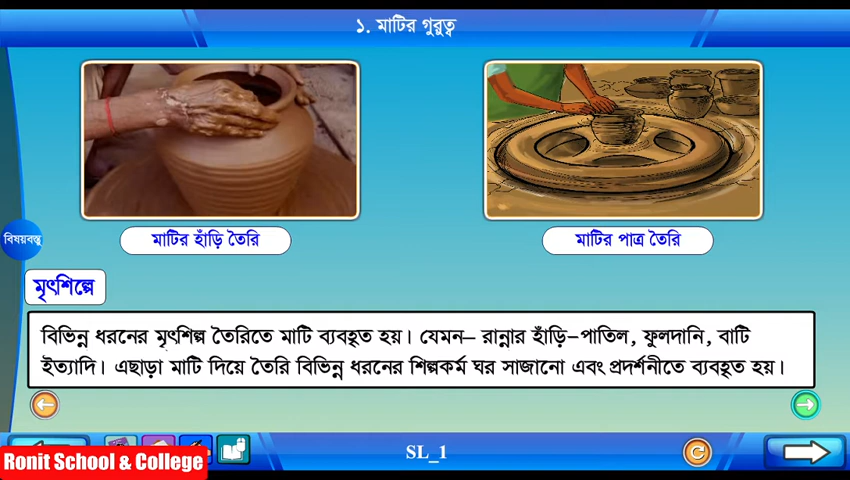 ১. মাটির গুরুত্ব
মাটির হাঁড়ি তৈরি
মাটির পাত্র তৈরি
বিষয়বস্তু
মৃৎশিল্পে
বিভিন্ন ধরনের মৃৎশিল্প তৈরিতে মাটি ব্যবহৃত হয়। যেমন– রান্নার হাঁড়ি-পাতিল, ফুলদানি, বাটি
ইত্যাদি। এছাড়া মাটি দিয়ে তৈরি বিভিন্ন ধরনের শিল্পকর্ম ঘর সাজানো এবং প্রদর্শনীতে ব্যবহৃত হয়।
SL_1
Ronit School & College